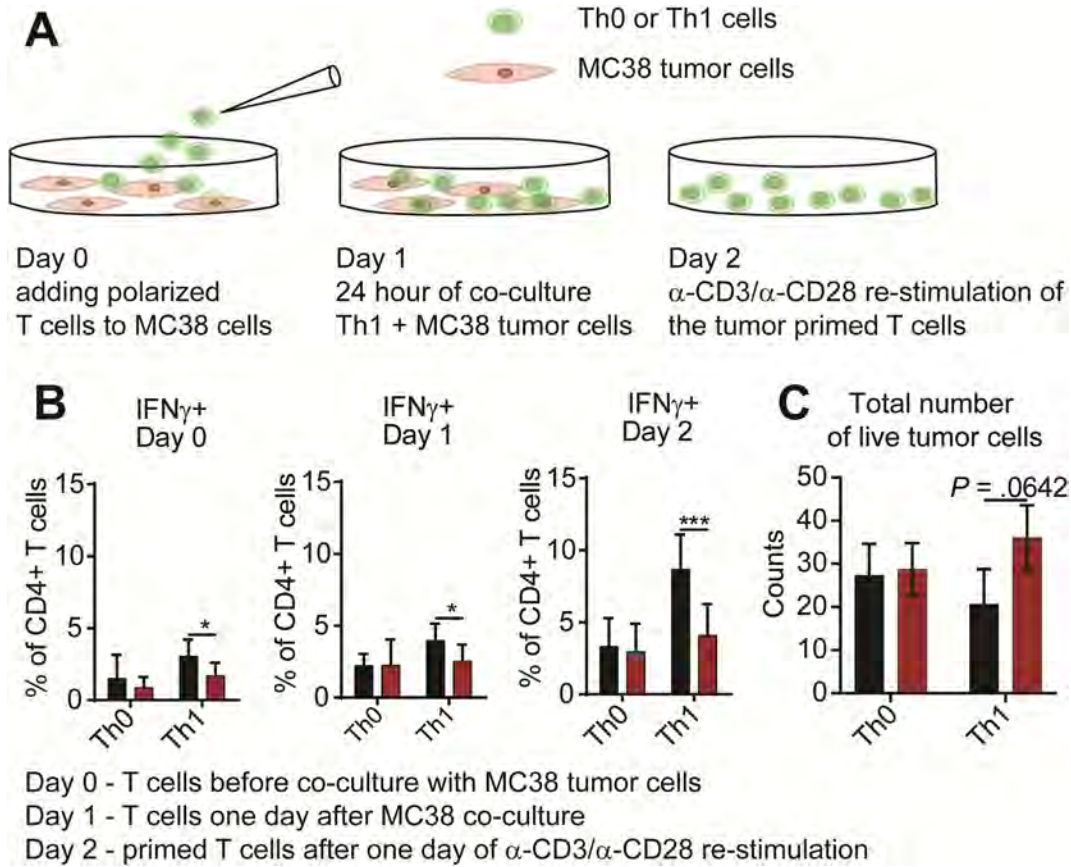 A
Th0 or Th1 cells
MC38 tumor cells
Day 0
adding polarized
T cells to MC38 cells
Day 1
24 hour of co-culture
Th1 + MC38 tumor cells
Day 2
α-CD3/α-CD28 re-stimulation of
the tumor primed T cells
B
IFNγ+
Day 0
% of CD4+ T cells
15
10
5
0
*
Th0
Th1
IFNγ+
Day 1
% of CD4+ T cells
15
10
5
0
*
Th0
Th1
IFNγ+
Day 2
% of CD4+ T cells
15
10
5
0
***
Th0
Th1
C
Total number
of live tumor cells
P = .0642
Counts
50
40
30
20
10
0
Th0
Th1
Day 0 - T cells before co-culture with MC38 tumor cells
Day 1 - T cells one day after MC38 co-culture
Day 2 - primed T cells after one day of α-CD3/α-CD28 re-stimulation